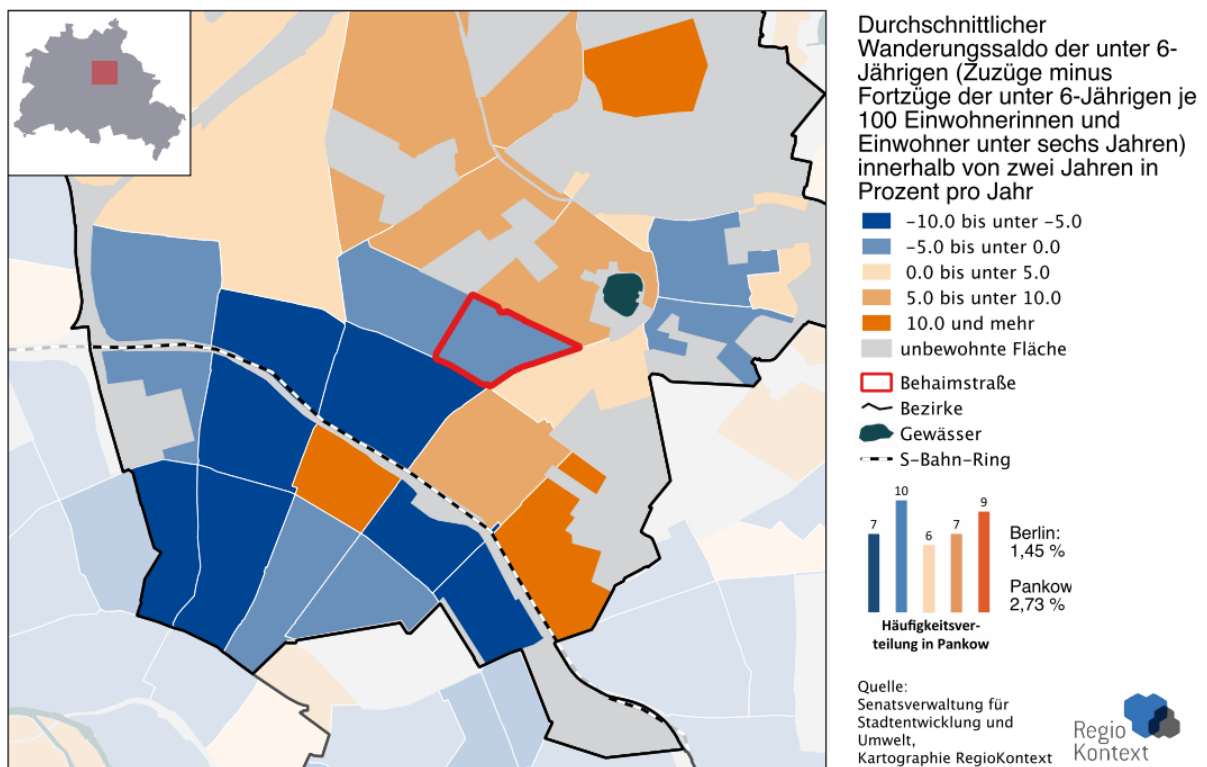 Durchschnittlicher
Wanderungssaldo der unter 6-
Jährigen (Zuzüge minus
Fortzüge der unter 6-Jährigen je
100 Einwohnerinnen und
Einwohner unter sechs Jahren)
innerhalb von zwei Jahren in
Prozent pro Jahr
-10.0 bis unter -5.0
-5.0 bis unter 0.0
0.0 bis unter 5.0
5.0 bis unter 10.0
10.0 und mehr
unbewohnte Fläche
Behaimstraße
Bezirke
Gewässer
S-Bahn-Ring
7 10 6 7 9
Berlin:
1,45 %
Pankow
2,73 %
Häufigkeitsver-
teilung in Pankow
Quelle:
Senatsverwaltung für
Stadtentwicklung und
Umwelt,
Kartographie RegioKontext
Regio
Kontext